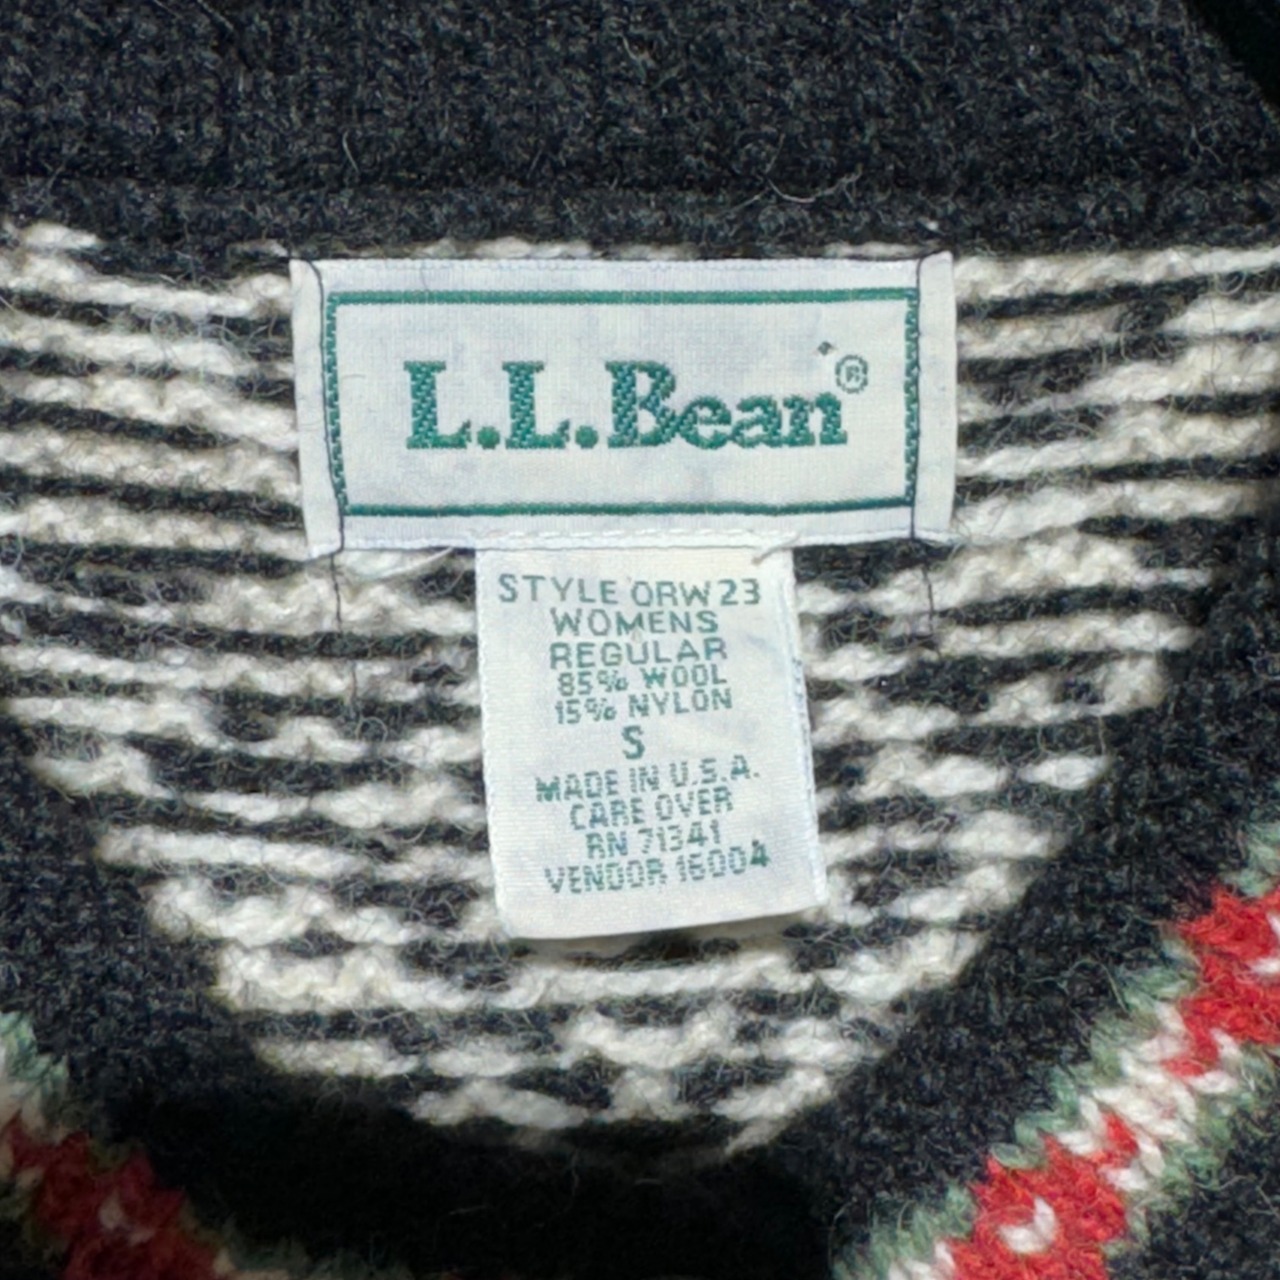 L.L.Bean®
STYLE ORW23
WOMENS
REGULAR
85% WOOL
15% NYLON
S
MADE IN U.S.A.
CARE OVER
RN 71341
VENDOR 16004